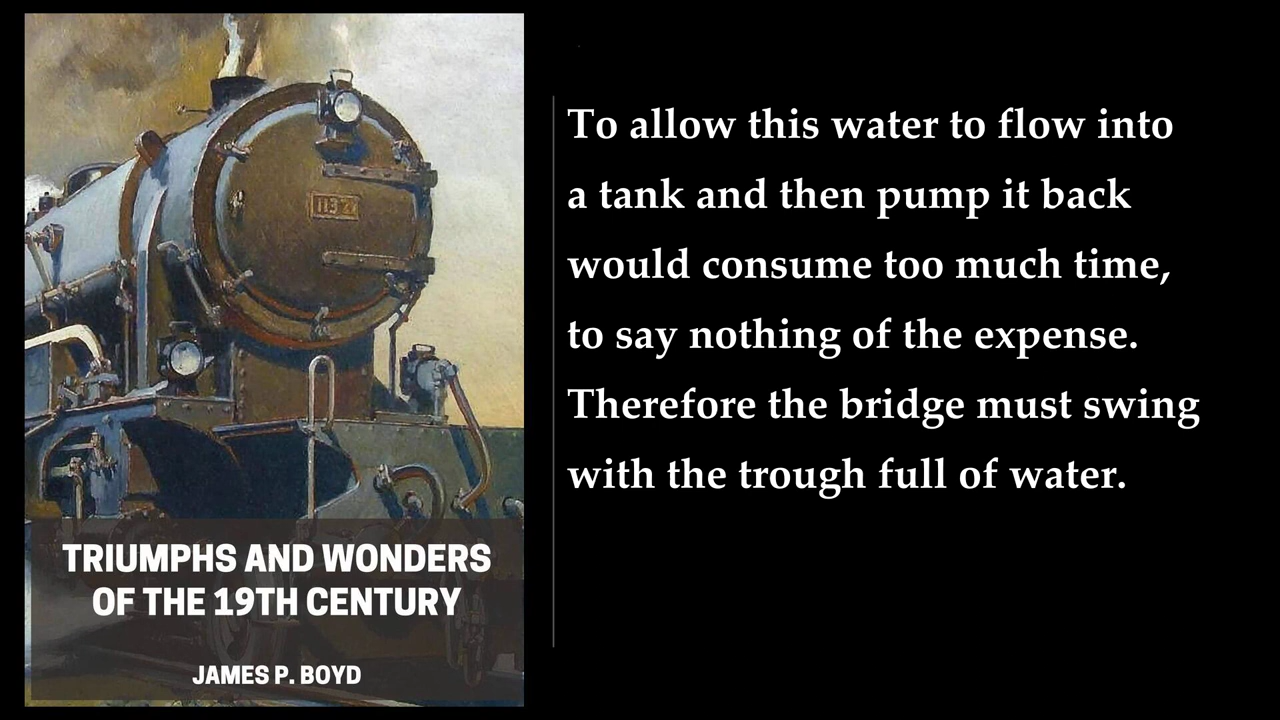 TRIUMPHS AND WONDERS
OF THE 19TH CENTURY
JAMES P. BOYD
To allow this water to flow into
a tank and then pump it back
would consume too much time,
to say nothing of the expense.
Therefore the bridge must swing
with the trough full of water.